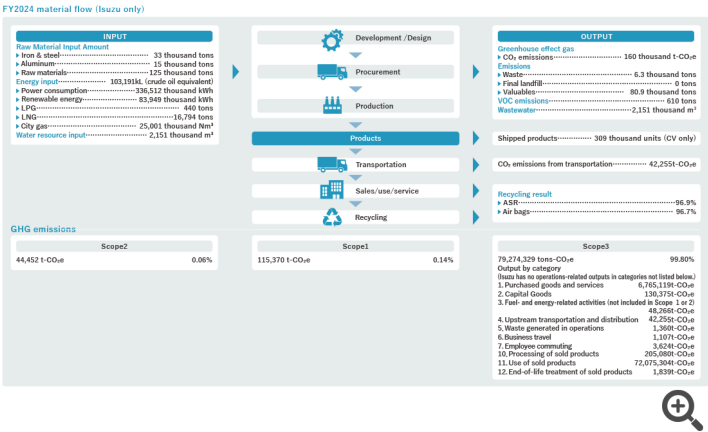 FY2024 material flow (Isuzu only)
INPUT
Raw Material Input Amount
Iron & steel 33 thousand tons
Aluminum 15 thousand tons
Raw materials 125 thousand tons
Energy input 103,191kL (crude oil equivalent)
Power consumption 336,512 thousand kWh
Renewable energy 83,949 thousand kWh
LPG 440 tons
LNG 16,794 tons
City gas 25,001 thousand Nm³
Water resource input 2,151 thousand m³
Development /Design
Procurement
Production
Products
Transportation
Sales/use/service
Recycling
OUTPUT
Greenhouse effect gas
CO₂ emissions 160 thousand t-CO₂e
Emissions
Waste 6.3 thousand tons
Final landfill 0 tons
Valuables 80.9 thousand tons
VOC emissions 610 tons
Wastewater 2,151 thousand m³
Shipped products 309 thousand units (CV only)
CO₂ emissions from transportation 42,255t-CO₂e
Recycling result
ASR 96.9%
Air bags 96.7%
GHG emissions
Scope2
44,452 t-CO₂e 0.06%
Scope1
115,370 t-CO₂e 0.14%
Scope3
79,274,329 tons-CO₂e 99.80%
Output by category
(Isuzu has no operations-related outputs in categories not listed below.)
1. Purchased goods and services 6,765,119t-CO₂e
2. Capital Goods 130,375t-CO₂e
3. Fuel- and energy-related activities (not included in Scope 1 or 2)
48,266t-CO₂e
4. Upstream transportation and distribution 42,255t-CO₂e
5. Waste generated in operations 1,360t-CO₂e
6. Business travel 1,107t-CO₂e
7. Employee commuting 3,624t-CO₂e
10. Processing of sold products 205,080t-CO₂e
11. Use of sold products 72,075,304t-CO₂e
12. End-of-life treatment of sold products 1,839t-CO₂e